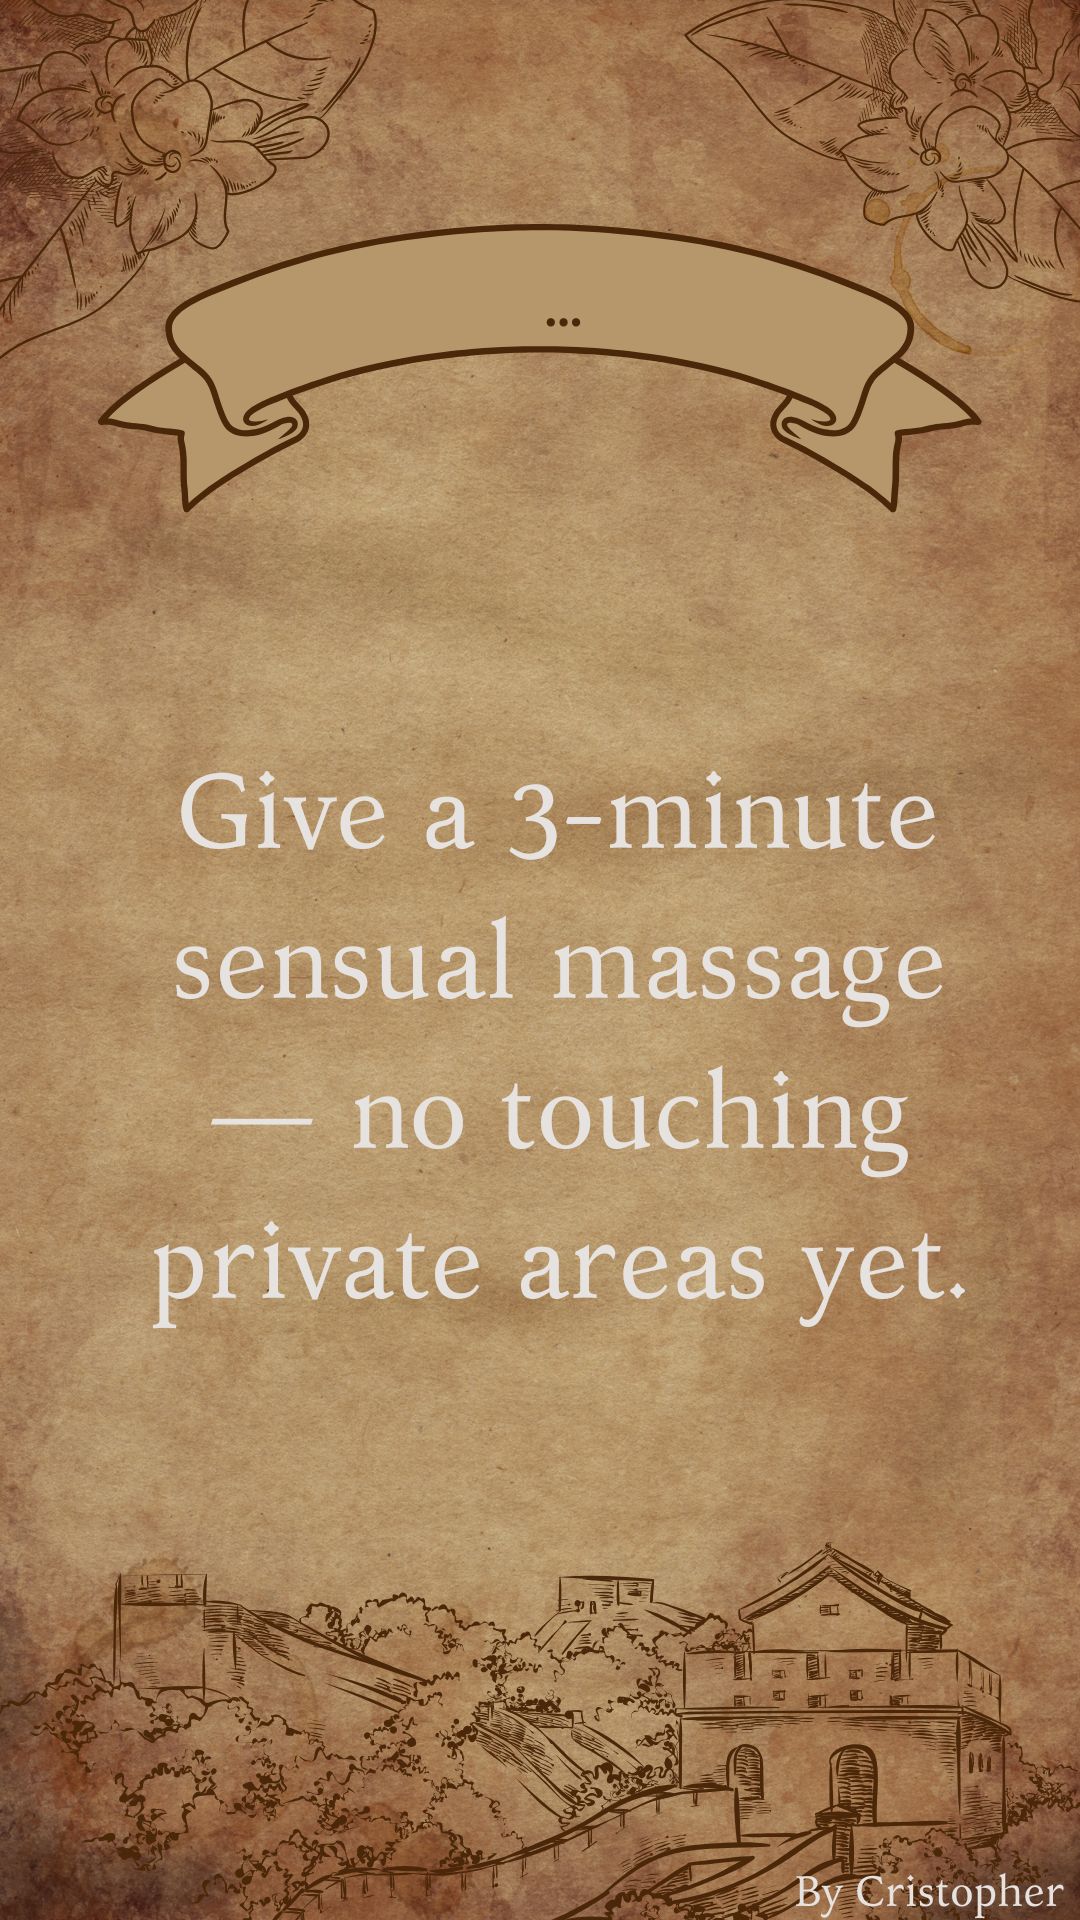 ...
Give a 3-minute
sensual massage
— no touching
private areas yet.
By Cristopher